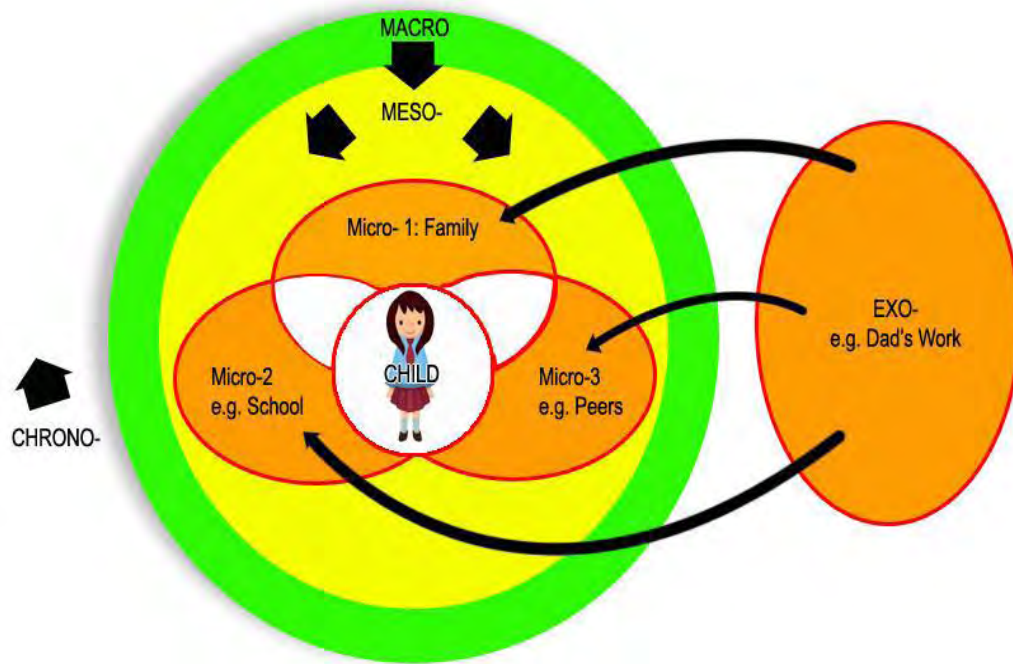 MACRO
MESO-
Micro- 1: Family
EXO-
e.g. Dad's Work
Micro-2
e.g. School
CHILD
Micro-3
e.g. Peers
CHRONO-